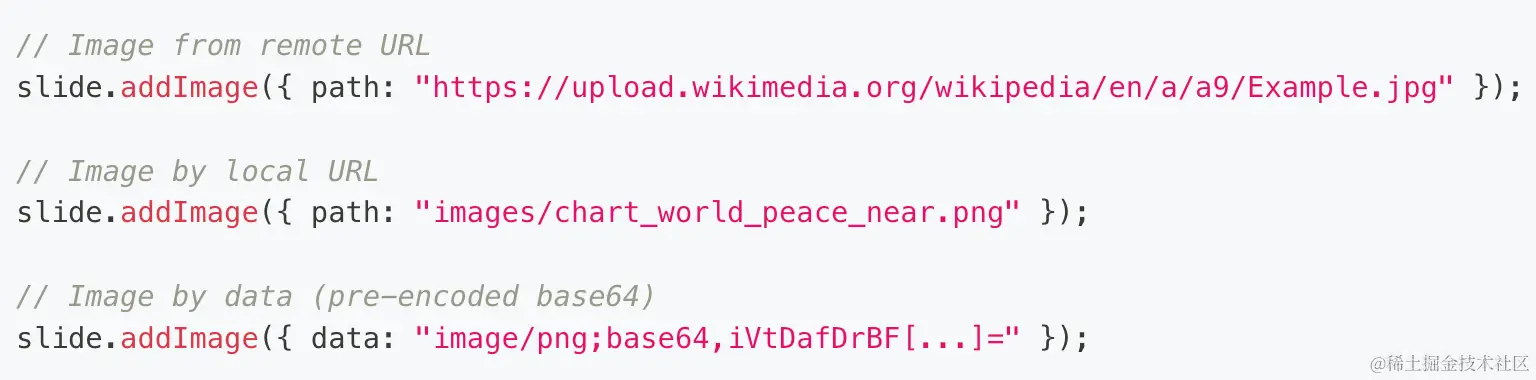 // Image from remote URL
slide.addImage({ path: "https://upload.wikimedia.org/wikipedia/en/a/a9/Example.jpg" });
// Image by local URL
slide.addImage({ path: "images/chart_world_peace_near.png" });
// Image by data (pre-encoded base64)
slide.addImage({ data: "image/png;base64,iVtDafDrBF[...]=" });
@稀土掘金技术社区